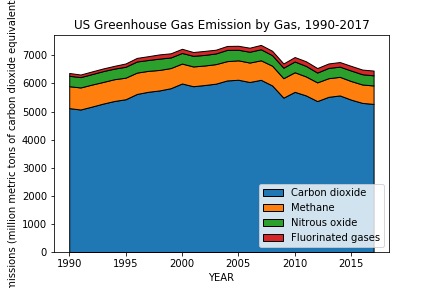 US Greenhouse Gas Emission by Gas, 1990-2017
missions (million metric tons of carbon dioxide equivalent
7000
6000
5000
4000
3000
2000
1000
0
Carbon dioxide
Methane
Nitrous oxide
Fluorinated gases
1990 1995 2000 2005 2010 2015
YEAR